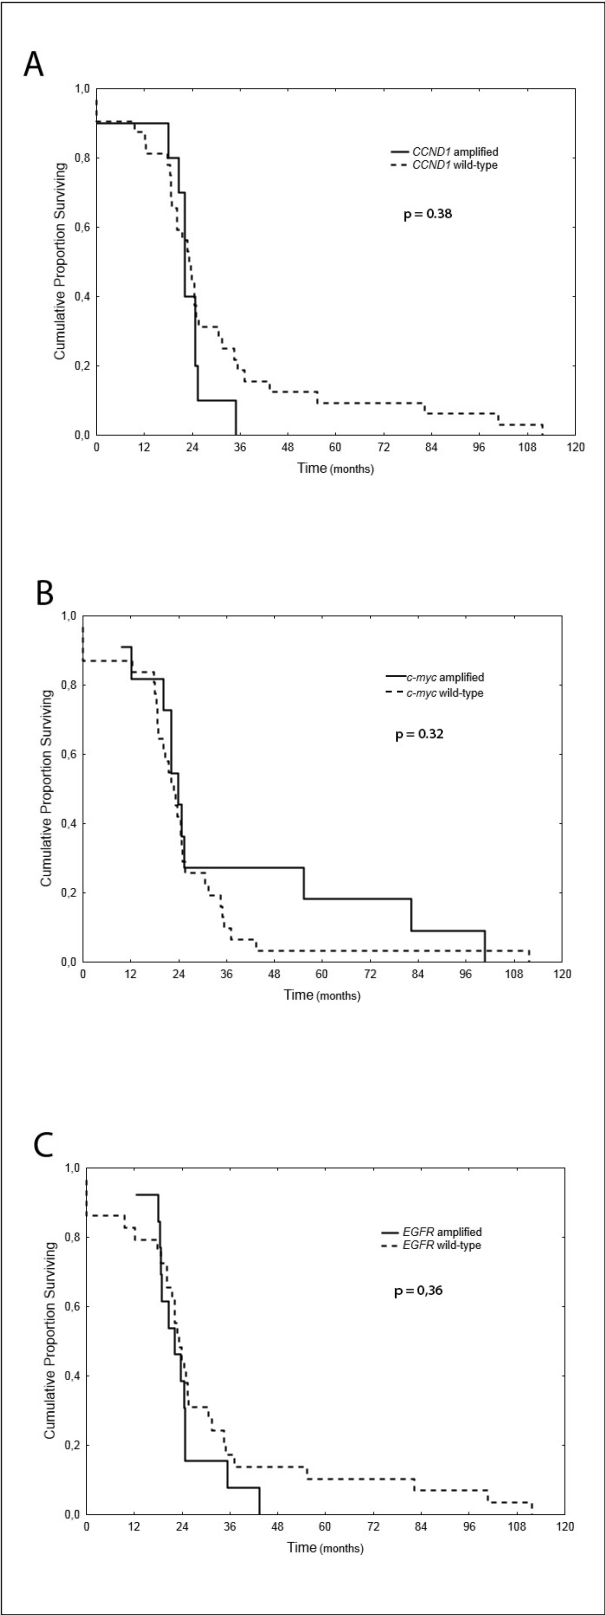 A
1,0
0,8
0,6
0,4
0,2
0,0
Cumulative Proportion Surviving
CCND1 amplified
CCND1 wild-type
p = 0.38
0 12 24 36 48 60 72 84 96 108 120
Time (months)
B
1,0
0,8
0,6
0,4
0,2
0,0
Cumulative Proportion Surviving
c-myc amplified
c-myc wild-type
p = 0.32
0 12 24 36 48 60 72 84 96 108 120
Time (months)
C
1,0
0,8
0,6
0,4
0,2
0,0
Cumulative Proportion Surviving
EGFR amplified
EGFR wild-type
p = 0,36
0 12 24 36 48 60 72 84 96 108 120
Time (months)